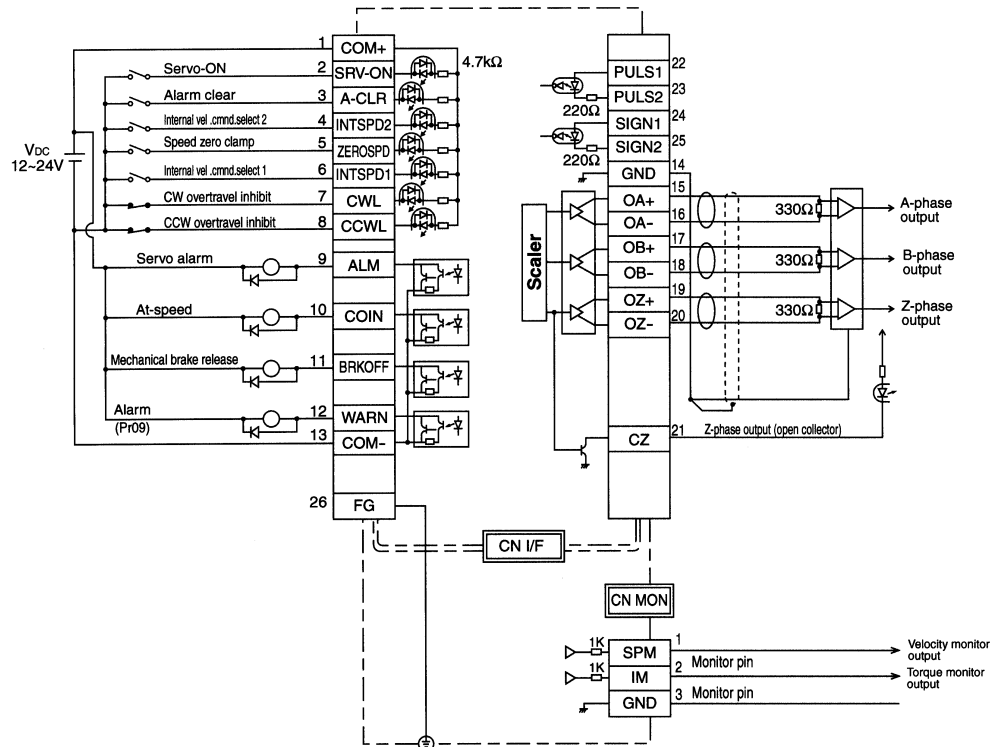 1 COM+
4.7kΩ
Servo-ON 2 SRV-ON
Alarm clear 3 A-CLR
Internal vel .cmnd.select 2 4 INTSPD2
Speed zero clamp 5 ZEROSPD
Internal vel .cmnd.select 1 6 INTSPD1
CW overtravel inhibit 7 CWL
CCW overtravel inhibit 8 CCWL
VDC
12~24V
Servo alarm 9 ALM
At-speed 10 COIN
Mechanical brake release 11 BRKOFF
Alarm 12 WARN
(Pr09)
13 COM−
26 FG
CN I/F
PULS1 22
PULS2 23
220Ω
SIGN1 24
SIGN2 25
220Ω
GND 14
Scaler
OA+ 15
OA− 16
330Ω
A-phase
output
OB+ 17
OB− 18
330Ω
B-phase
output
OZ+ 19
OZ− 20
330Ω
Z-phase
output
CZ 21 Z-phase output (open collector)
CN MON
1K SPM 1
Velocity monitor
output
1K IM 2 Monitor pin
Torque monitor
output
GND 3 Monitor pin